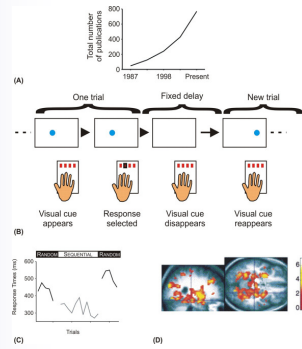 Total number
of publications
800
600
400
200
0
1987
1998
Present
(A)
One trial
Fixed delay
New trial
Visual cue
appears
Response
selected
Visual cue
disappears
Visual cue
reappears
(B)
RANDOM
SEQUENTIAL
RANDOM
Response Times (ms)
600
500
400
300
Trials
(C)
6
4
2
0
(D)